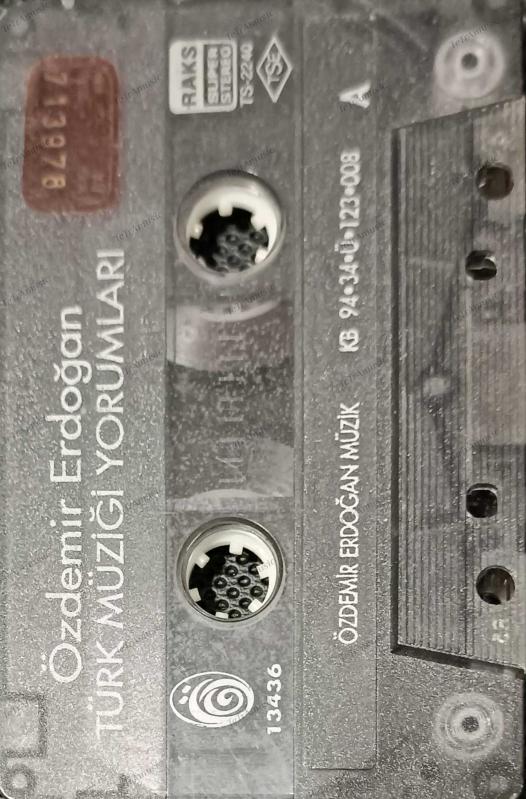 Özdemir Erdoğan
TÜRK MÜZİĞİ YORUMLARI
713978
RAKS
SUPER
STEREO
TS-2240
TSE
13436
ÖZDEMİR ERDOĞAN MÜZİK KB 94•34•Ü•123•008 A